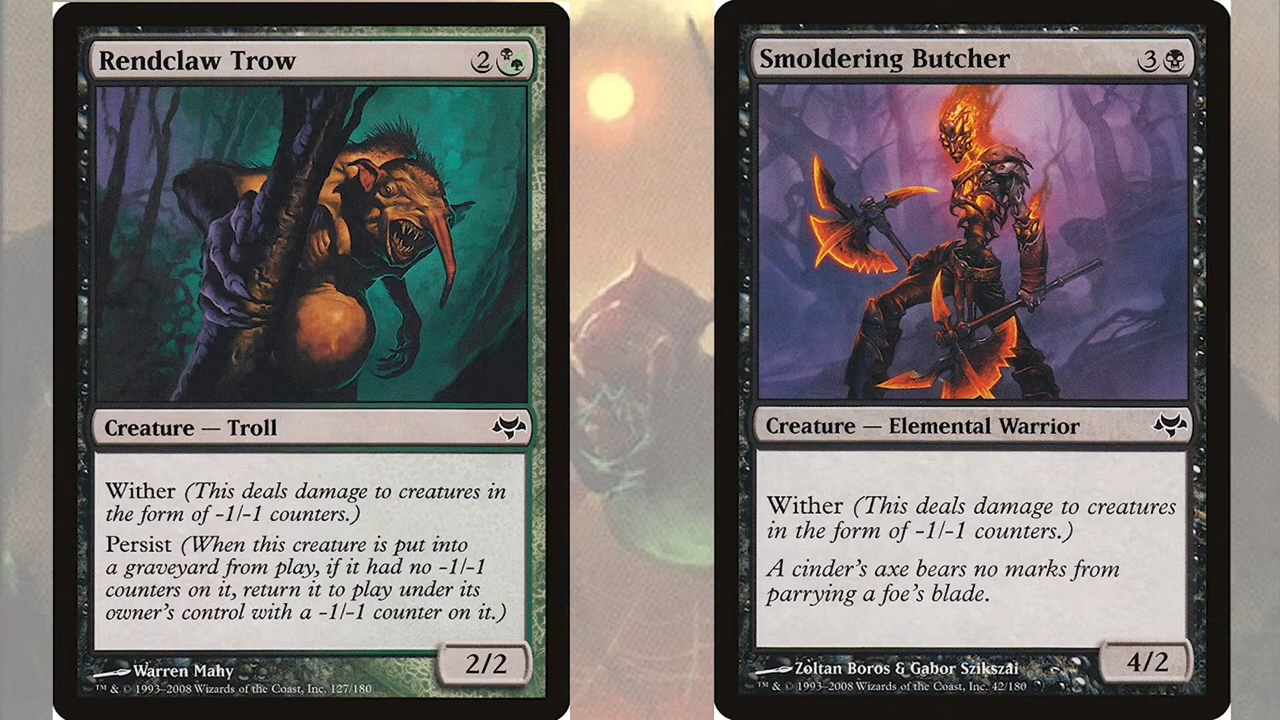 Rendclaw Trow
2
Creature — Troll
Wither (This deals damage to creatures in
the form of -1/-1 counters.)
Persist (When this creature is put into
a graveyard from play, if it had no -1/-1
counters on it, return it to play under its
owner's control with a -1/-1 counter on it.)
2/2
Warren Mahy
™ & © 1993–2008 Wizards of the Coast, Inc. 127/180
Smoldering Butcher
3
Creature — Elemental Warrior
Wither (This deals damage to creatures
in the form of -1/-1 counters.)
A cinder's axe bears no marks from
parrying a foe's blade.
4/2
Zoltan Boros & Gabor Szikszai
™ & © 1993–2008 Wizards of the Coast, Inc. 42/180